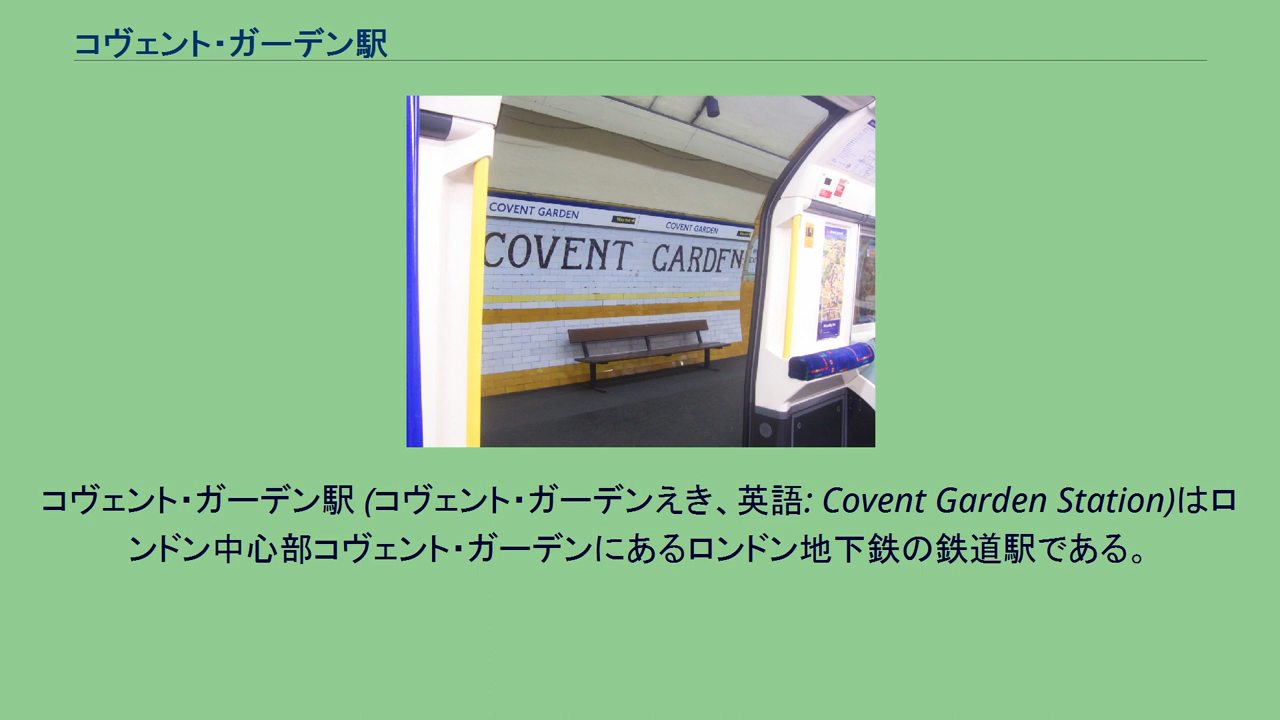 コヴェント・ガーデン駅
COVENT GARDEN
COVENT GARDEN
COVENT GARDEN
コヴェント・ガーデン駅 (コヴェント・ガーデンえき、英語: Covent Garden Station)はロ
ンドン中心部コヴェント・ガーデンにあるロンドン地下鉄の鉄道駅である。